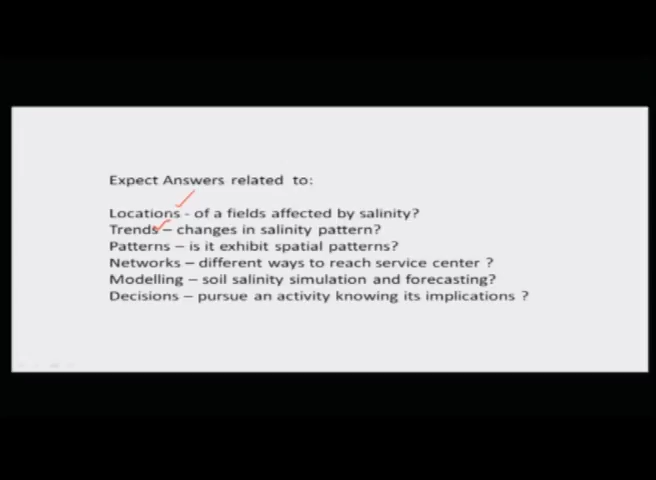 Expect Answers related to:
Locations - of a fields affected by salinity?
Trends – changes in salinity pattern?
Patterns – is it exhibit spatial patterns?
Networks – different ways to reach service center ?
Modelling – soil salinity simulation and forecasting?
Decisions – pursue an activity knowing its implications ?